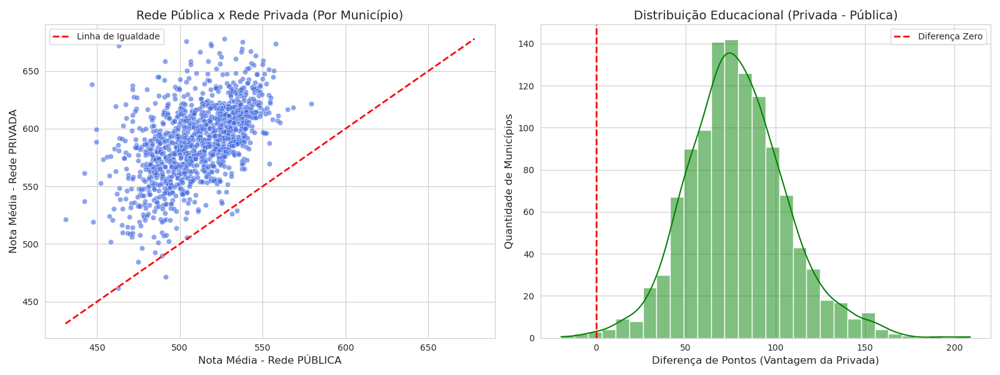 Rede Pública x Rede Privada (Por Município)
Linha de Igualdade
Nota Média - Rede PRIVADA
650
600
550
500
450
450
500
550
600
650
Nota Média - Rede PÚBLICA
Distribuição Educacional (Privada - Pública)
Diferença Zero
Quantidade de Municípios
140
120
100
80
60
40
20
0
0
50
100
150
200
Diferença de Pontos (Vantagem da Privada)